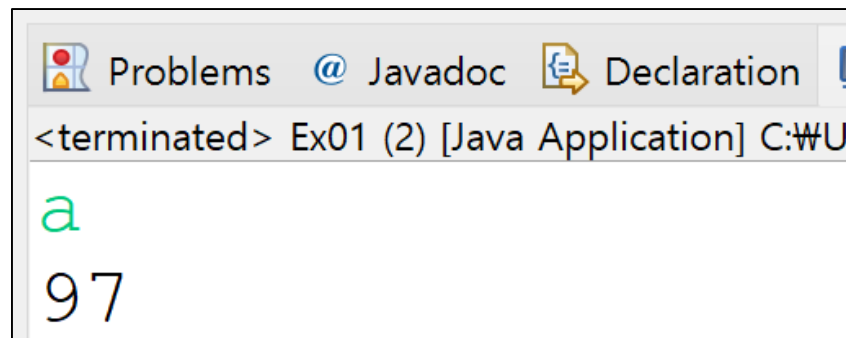 Problems @ Javadoc Declaration
<terminated> Ex01 (2) [Java Application] C:₩U
a
97